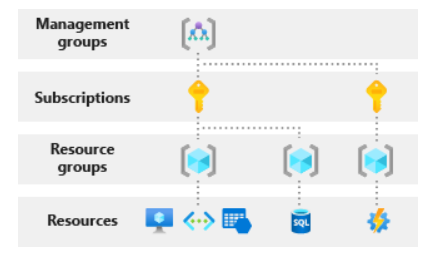 Management
groups
Subscriptions
Resource
groups
Resources
SQL